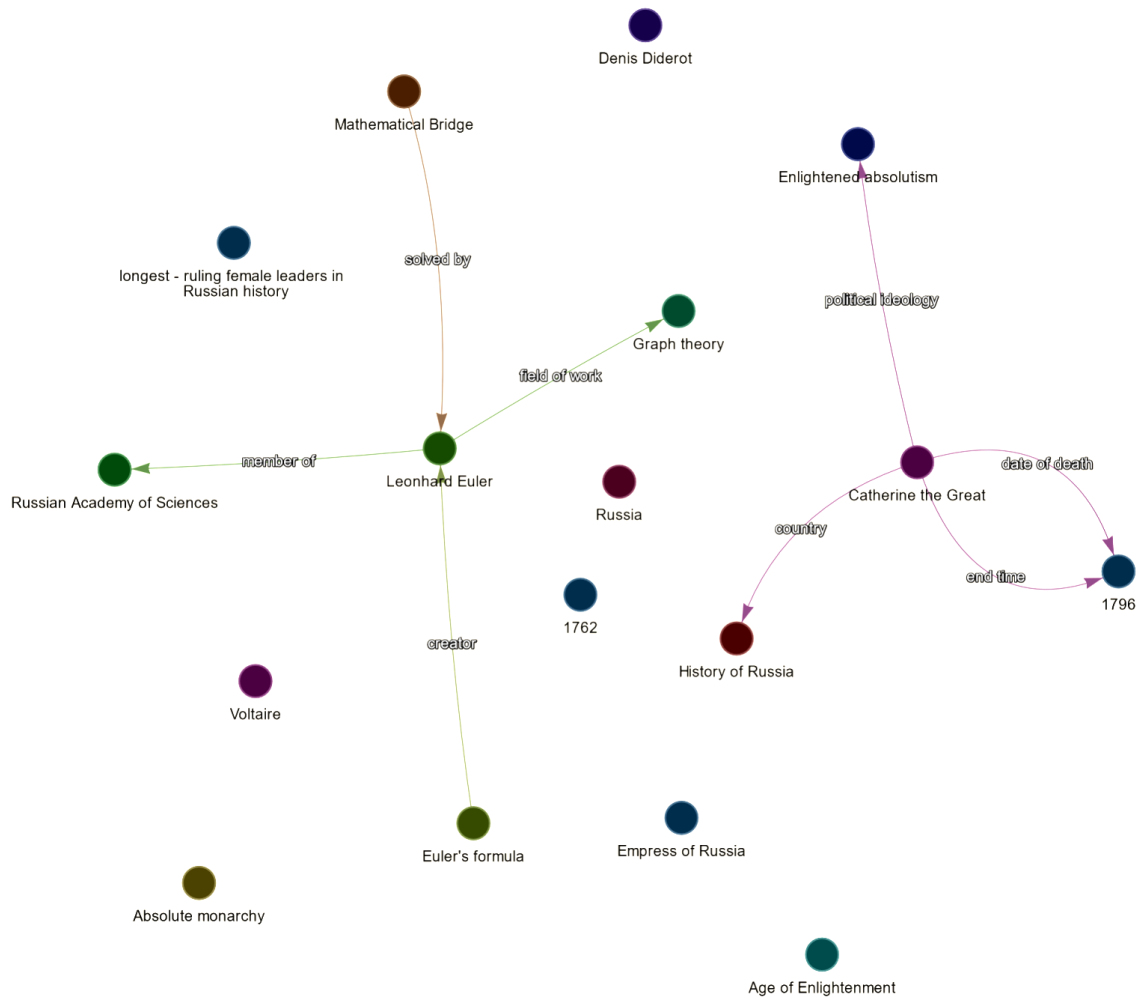 Denis Diderot
Mathematical Bridge
Enlightened absolutism
solved by
longest - ruling female leaders in
Russian history
political ideology
Graph theory
field of work
member of
date of death
Leonhard Euler
Catherine the Great
Russian Academy of Sciences
Russia
country
end time
1796
1762
creator
History of Russia
Voltaire
Empress of Russia
Euler's formula
Absolute monarchy
Age of Enlightenment